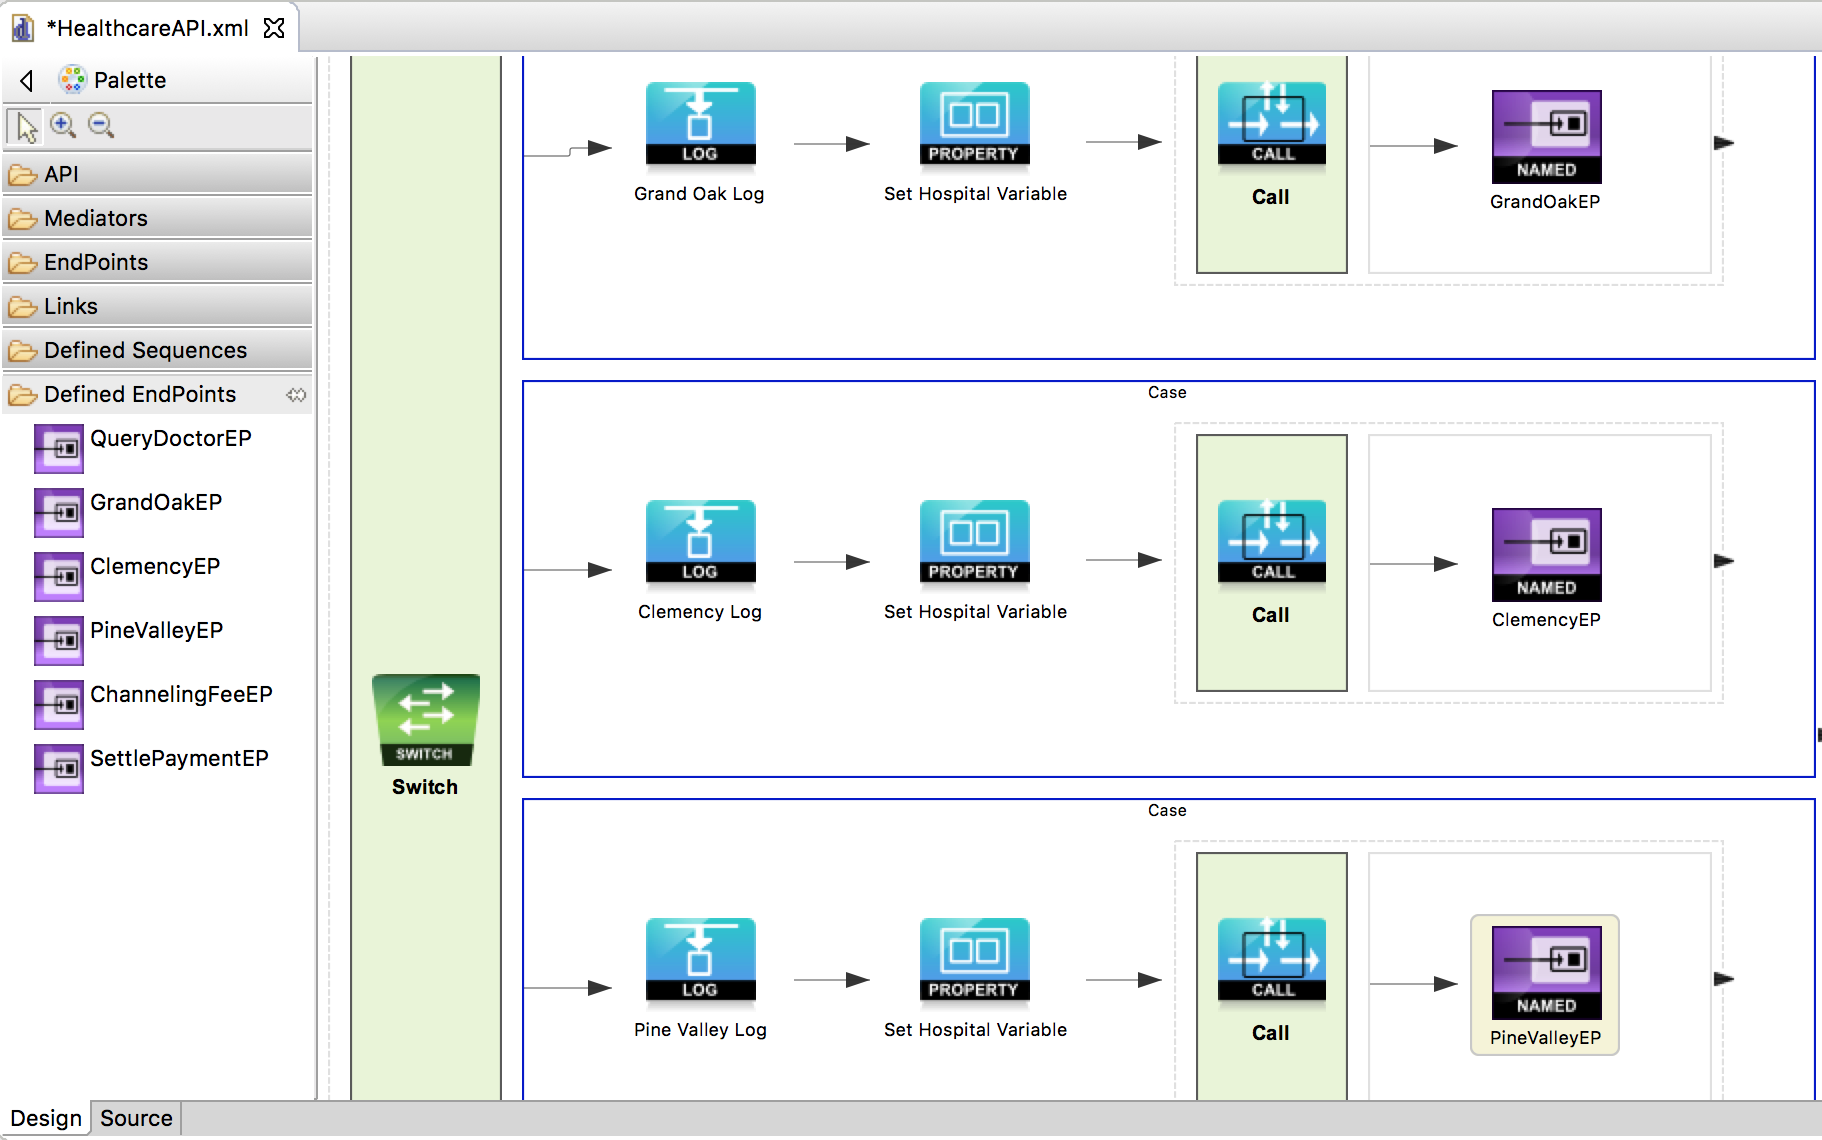 *HealthcareAPI.xml
Palette
API
Mediators
EndPoints
Links
Defined Sequences
Defined EndPoints
QueryDoctorEP
GrandOakEP
ClemencyEP
PineValleyEP
ChannelingFeeEP
SettlePaymentEP
SWITCH
Switch
LOG
Grand Oak Log
PROPERTY
Set Hospital Variable
CALL
Call
NAMED
GrandOakEP
Case
LOG
Clemency Log
PROPERTY
Set Hospital Variable
CALL
Call
NAMED
ClemencyEP
Case
LOG
Pine Valley Log
PROPERTY
Set Hospital Variable
CALL
Call
NAMED
PineValleyEP
Design
Source